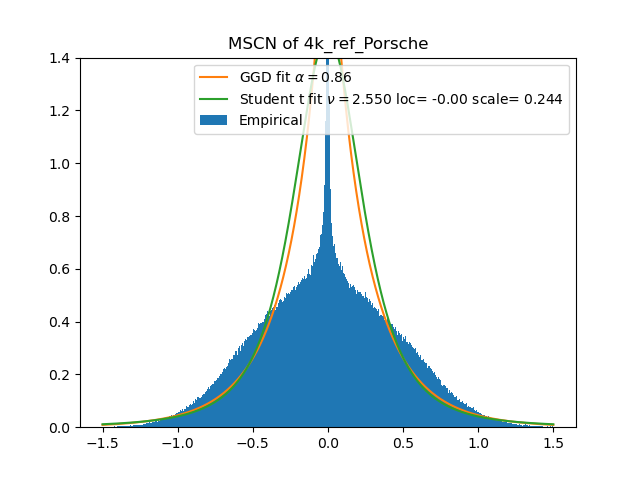 MSCN of 4k_ref_Porsche
GGD fit α = 0.86
Student t fit ν = 2.550 loc= -0.00 scale= 0.244
Empirical
1.4
1.2
1.0
0.8
0.6
0.4
0.2
0.0
−1.5 −1.0 −0.5 0.0 0.5 1.0 1.5